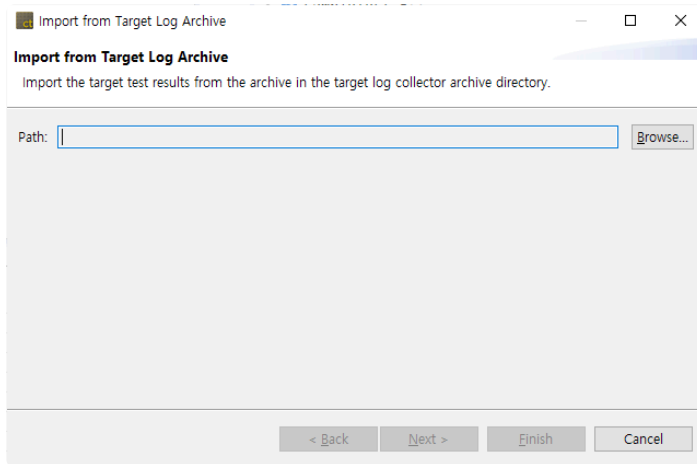 ct Import from Target Log Archive
Import from Target Log Archive
Import the target test results from the archive in the target log collector archive directory.
Path: Browse...
< Back Next > Finish Cancel